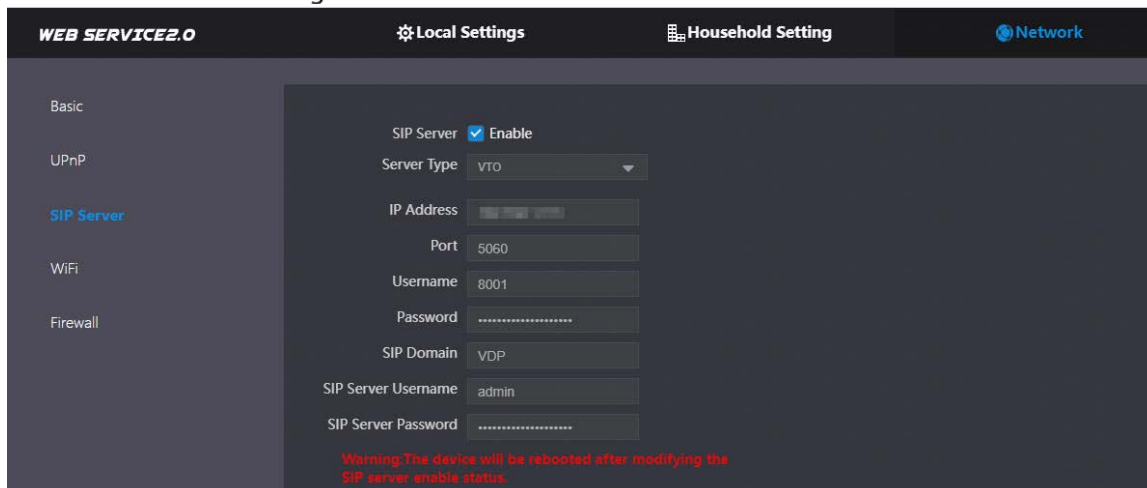 WEB SERVICE2.0
Local Settings
Household Setting
Network
Basic
UPnP
SIP Server
WiFi
Firewall
SIP Server Enable
Server Type VTO
IP Address
Port 5060
Username 8001
Password ••••••••••••••••••••
SIP Domain VDP
SIP Server Username admin
SIP Server Password ••••••••••••••••••••
Warning:The device will be rebooted after modifying the
SIP server enable status.